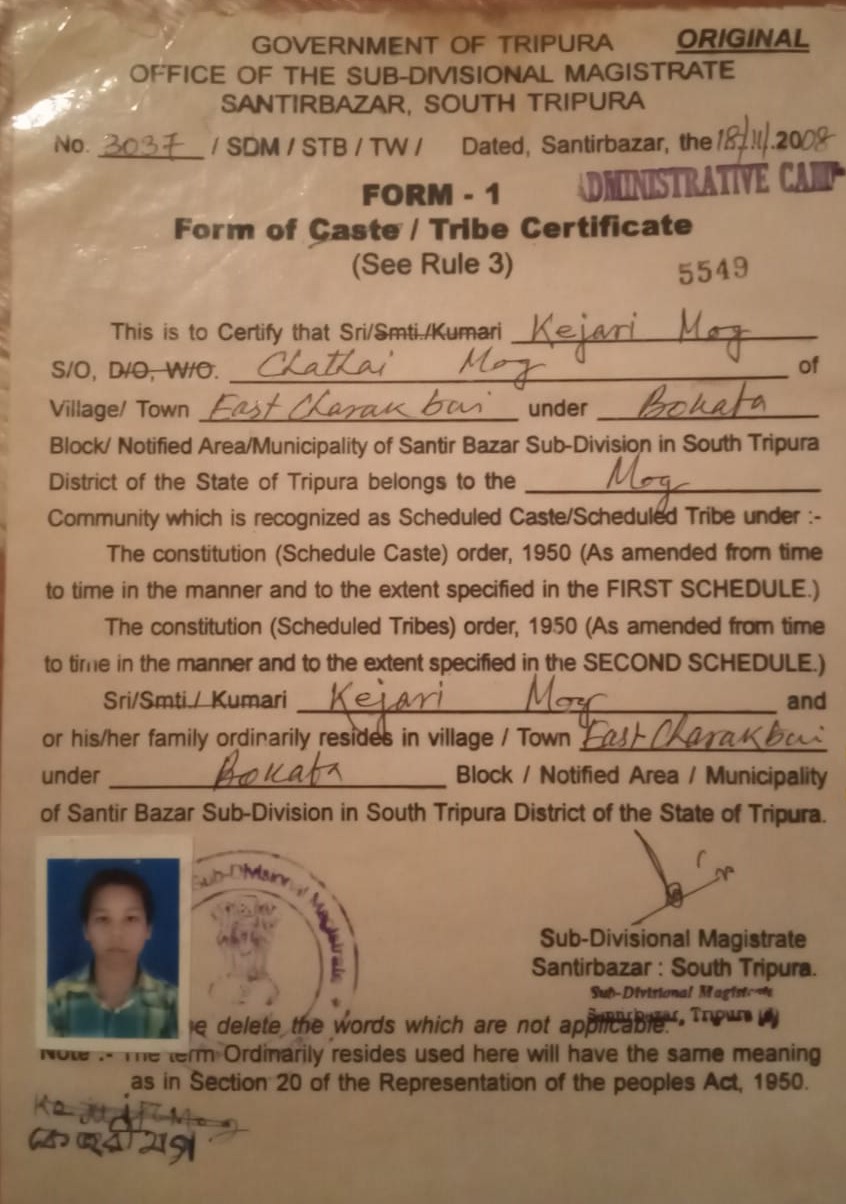 ORIGINAL
GOVERNMENT OF TRIPURA
OFFICE OF THE SUB-DIVISIONAL MAGISTRATE
SANTIRBAZAR, SOUTH TRIPURA
No. 3037 / SDM / STB / TW / Dated, Santirbazar, the 18/11/.2008
ADMINISTRATIVE CAMP
FORM - 1
Form of Caste / Tribe Certificate
(See Rule 3)
5549
This is to Certify that Sri/Smti./Kumari Kejari Mog
S/O, D/O, W/O. Chathai Mog of
Village/ Town East Charakbai under Bokafa
Block/ Notified Area/Municipality of Santir Bazar Sub-Division in South Tripura
District of the State of Tripura belongs to the Mog
Community which is recognized as Scheduled Caste/Scheduled Tribe under :-
The constitution (Schedule Caste) order, 1950 (As amended from time
to time in the manner and to the extent specified in the FIRST SCHEDULE.)
The constitution (Scheduled Tribes) order, 1950 (As amended from time
to time in the manner and to the extent specified in the SECOND SCHEDULE.)
Sri/Smti./ Kumari Kejari Mog and
or his/her family ordinarily resides in village / Town East Charakbai
under Bokafa Block / Notified Area / Municipality
of Santir Bazar Sub-Division in South Tripura District of the State of Tripura.
Sub-Divisional Magistrate
Sub-Divisional Magistrate
Santirbazar : South Tripura.
Sub-Divisional Magistrate
Santirbazar, Tripura (S)
delete the words which are not applicable.
Note :- The term Ordinarily resides used here will have the same meaning
as in Section 20 of the Representation of the peoples Act, 1950.